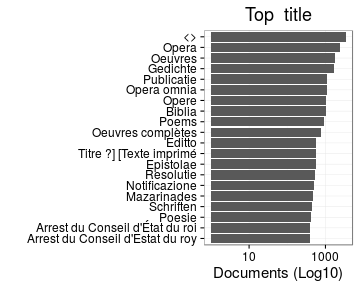 Top title
<>
Opera
Oeuvres
Gedichte
Publicatie
Opera omnia
Opere
Biblia
Poems
Oeuvres complètes
Editto
Titre ?] [Texte imprimé
Epistolae
Resolutie
Notificazione
Mazarinades
Schriften
Poesie
Arrest du Conseil d'État du roi
Arrest du Conseil d'Estat du roy
10 1000
Documents (Log10)